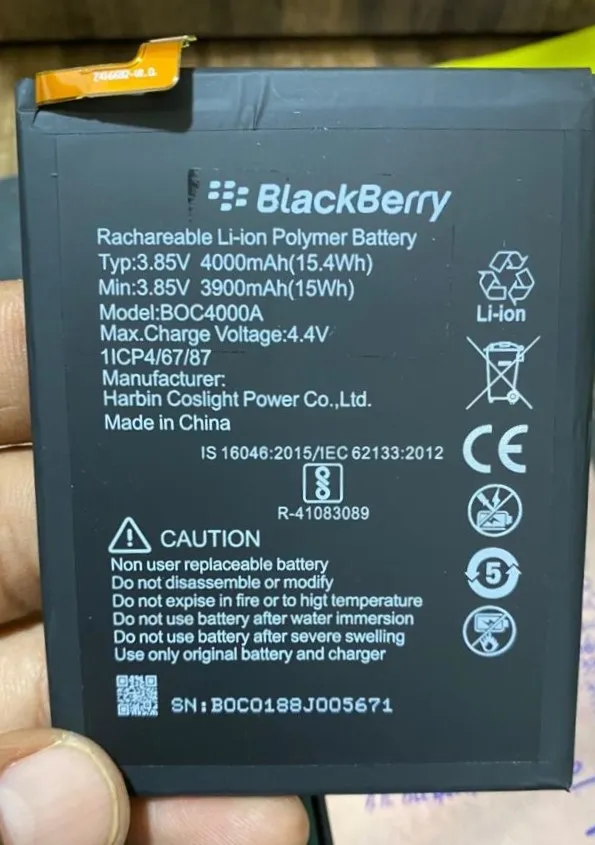 BlackBerry
Rachareable Li-ion Polymer Battery
Typ:3.85V 4000mAh(15.4Wh)
Min:3.85V 3900mAh(15Wh)
Model:BOC4000A
Max.Charge Voltage:4.4V
1ICP4/67/87
Manufacturer:
Harbin Coslight Power Co.,Ltd.
Made in China
Li-ion
IS 16046:2015/IEC 62133:2012
R-41083089
CE
5
CAUTION
Non user replaceable battery
Do not disassemble or modify
Do not expise in fire or to higt temperature
Do not use battery after water immersion
Do not use battery after severe swelling
Use only original battery and charger
SN:BOC0188J005671